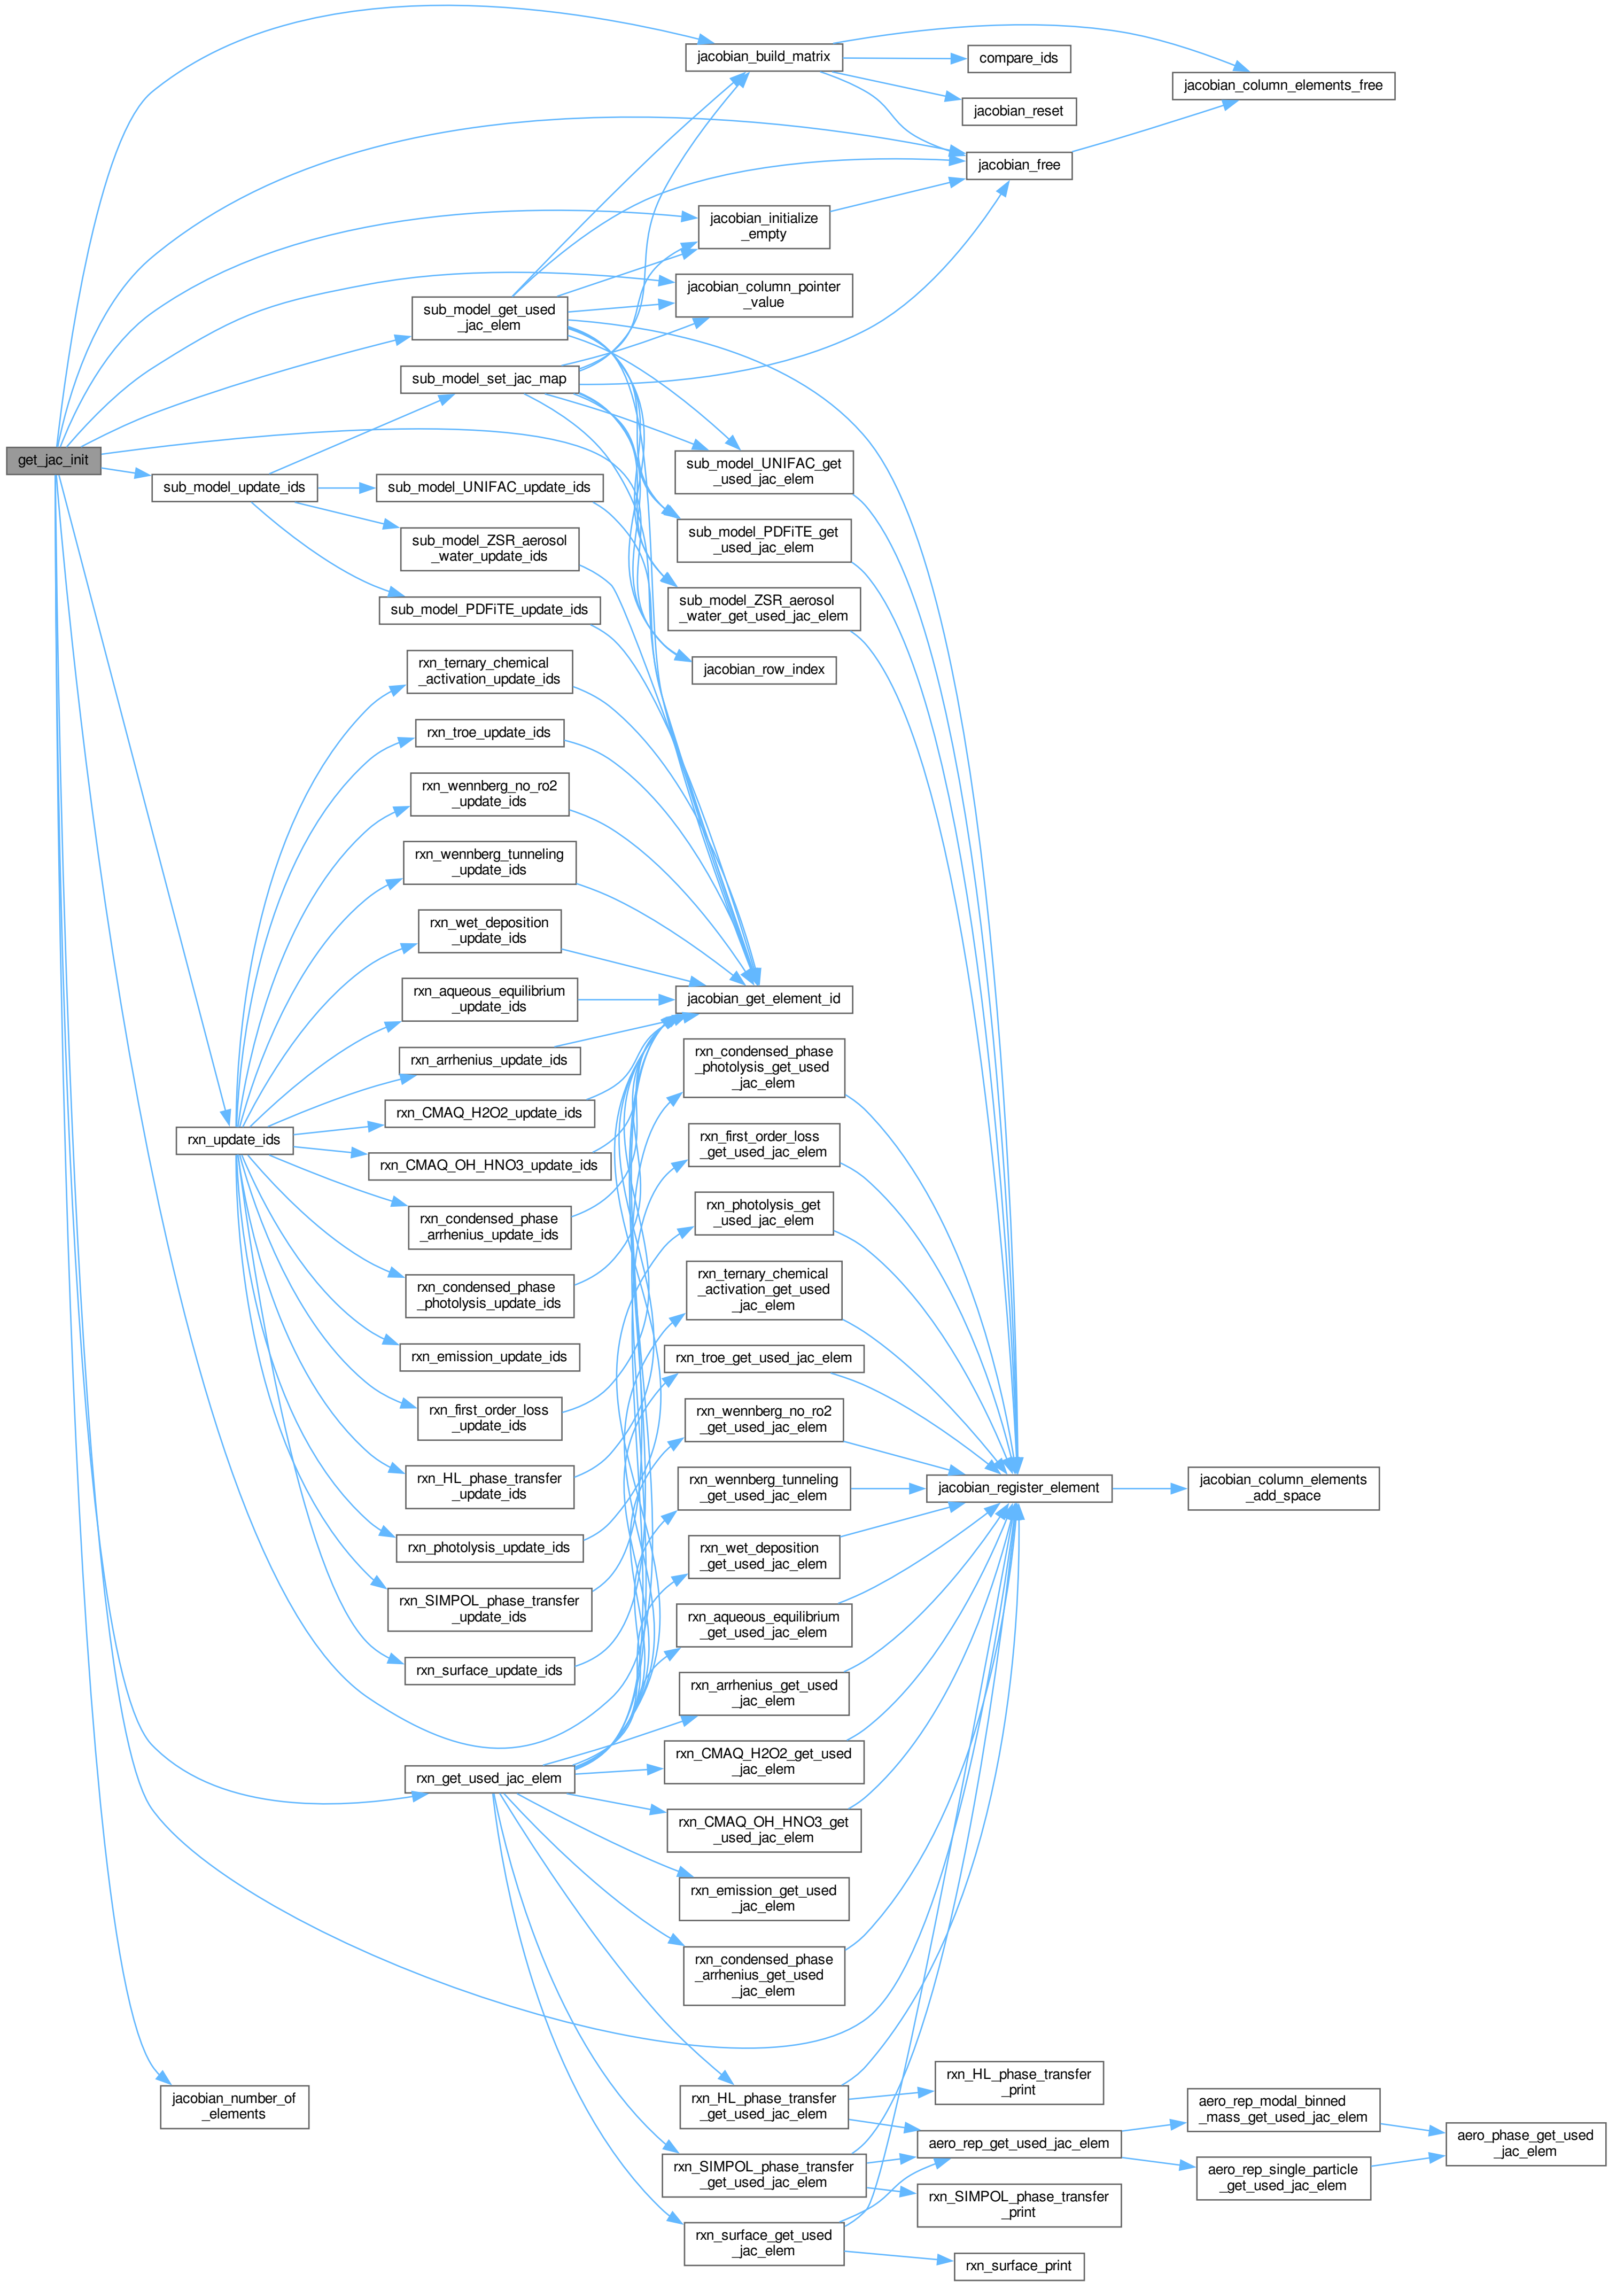 get_jac_init
jacobian_build_matrix
compare_ids
jacobian_reset
jacobian_column_elements_free
jacobian_free
jacobian_initialize
_empty
jacobian_column_pointer
_value
sub_model_get_used
_jac_elem
sub_model_set_jac_map
sub_model_update_ids
sub_model_UNIFAC_update_ids
sub_model_ZSR_aerosol
_water_update_ids
sub_model_PDFiTE_update_ids
sub_model_UNIFAC_get
_used_jac_elem
sub_model_PDFiTE_get
_used_jac_elem
sub_model_ZSR_aerosol
_water_get_used_jac_elem
jacobian_row_index
rxn_update_ids
rxn_ternary_chemical
_activation_update_ids
rxn_troe_update_ids
rxn_wennberg_no_ro2
_update_ids
rxn_wennberg_tunneling
_update_ids
rxn_wet_deposition
_update_ids
rxn_aqueous_equilibrium
_update_ids
rxn_arrhenius_update_ids
rxn_CMAQ_H2O2_update_ids
rxn_CMAQ_OH_HNO3_update_ids
rxn_condensed_phase
_arrhenius_update_ids
rxn_condensed_phase
_photolysis_update_ids
rxn_emission_update_ids
rxn_first_order_loss
_update_ids
rxn_HL_phase_transfer
_update_ids
rxn_photolysis_update_ids
rxn_SIMPOL_phase_transfer
_update_ids
rxn_surface_update_ids
jacobian_get_element_id
rxn_get_used_jac_elem
rxn_condensed_phase
_photolysis_get_used
_jac_elem
rxn_first_order_loss
_get_used_jac_elem
rxn_photolysis_get
_used_jac_elem
rxn_ternary_chemical
_activation_get_used
_jac_elem
rxn_troe_get_used_jac_elem
rxn_wennberg_no_ro2
_get_used_jac_elem
rxn_wennberg_tunneling
_get_used_jac_elem
rxn_wet_deposition
_get_used_jac_elem
rxn_aqueous_equilibrium
_get_used_jac_elem
rxn_arrhenius_get_used
_jac_elem
rxn_CMAQ_H2O2_get_used
_jac_elem
rxn_CMAQ_OH_HNO3_get
_used_jac_elem
rxn_emission_get_used
_jac_elem
rxn_condensed_phase
_arrhenius_get_used
_jac_elem
rxn_HL_phase_transfer
_get_used_jac_elem
rxn_SIMPOL_phase_transfer
_get_used_jac_elem
rxn_surface_get_used
_jac_elem
jacobian_register_element
jacobian_column_elements
_add_space
jacobian_number_of
_elements
rxn_HL_phase_transfer
_print
aero_rep_get_used_jac_elem
rxn_SIMPOL_phase_transfer
_print
rxn_surface_print
aero_rep_modal_binned
_mass_get_used_jac_elem
aero_rep_single_particle
_get_used_jac_elem
aero_phase_get_used
_jac_elem